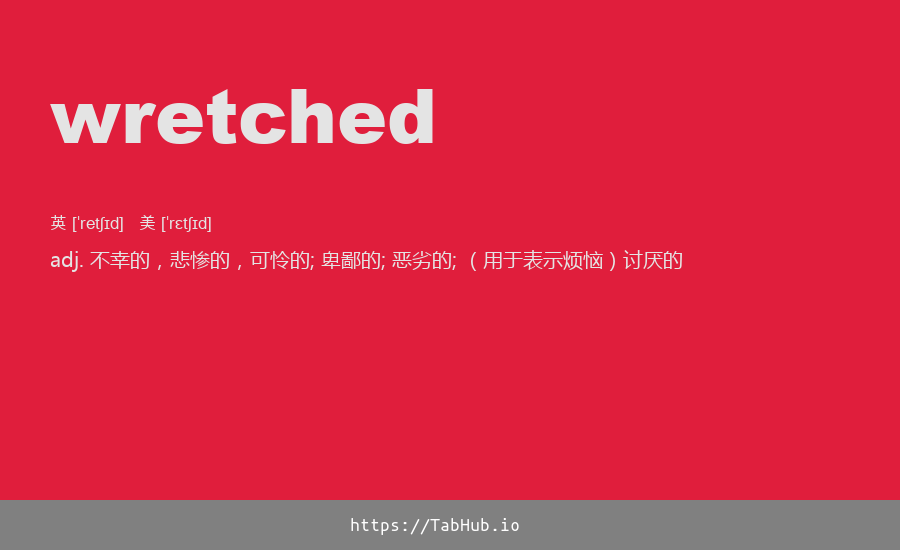 wretched
英 [ˈretʃɪd] 美 [ˈrɛtʃɪd]
adj. 不幸的，悲惨的，可怜的; 卑鄙的; 恶劣的; （用于表示烦恼）讨厌的
https://TabHub.io